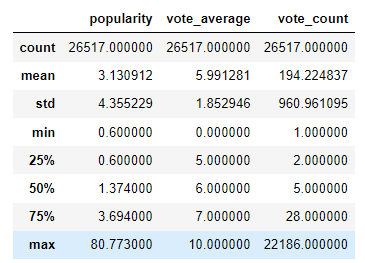 popularity vote_average vote_count
count 26517.000000 26517.000000 26517.000000
mean 3.130912 5.991281 194.224837
std 4.355229 1.852946 960.961095
min 0.600000 0.000000 1.000000
25% 0.600000 5.000000 2.000000
50% 1.374000 6.000000 5.000000
75% 3.694000 7.000000 28.000000
max 80.773000 10.000000 22186.000000